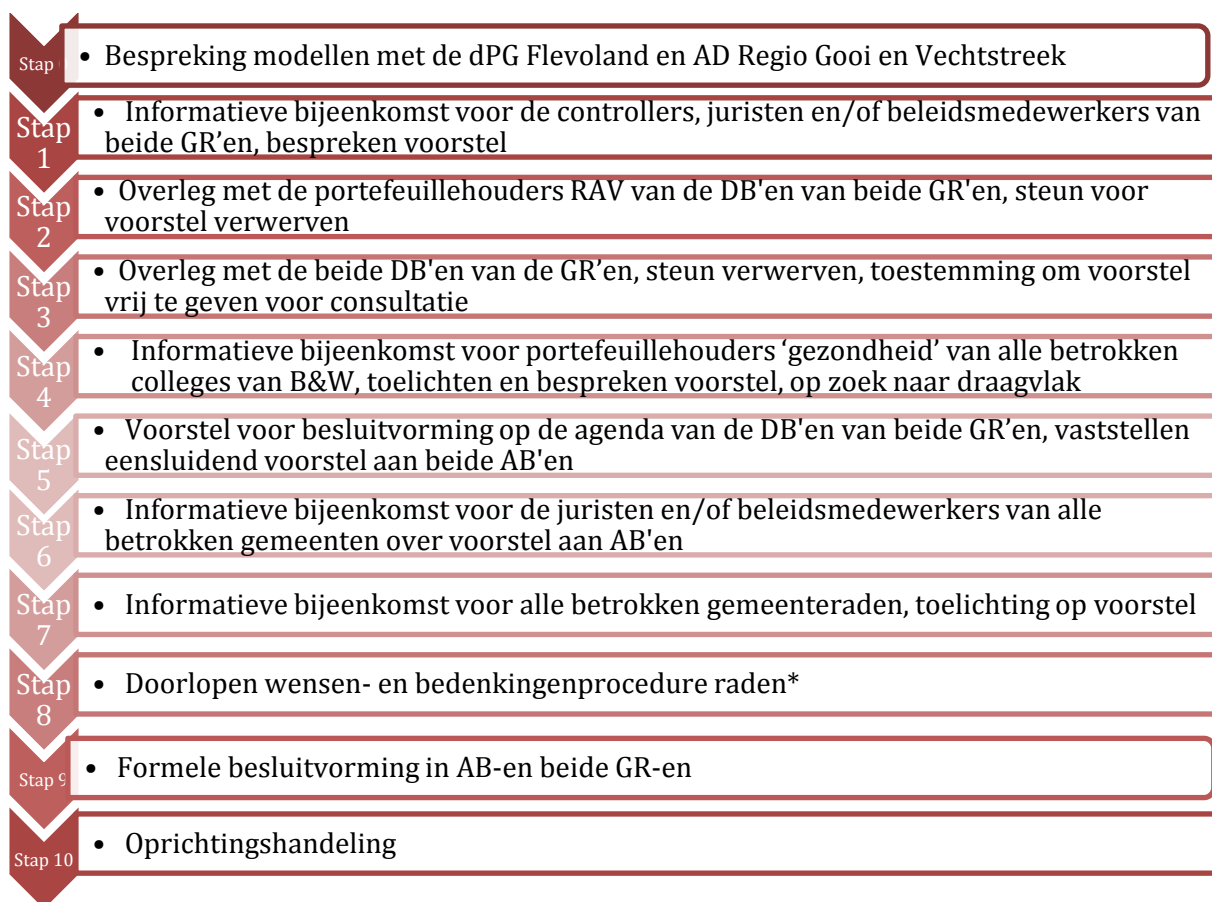 Stap
• Bespreking modellen met de dPG Flevoland en AD Regio Gooi en Vechtstreek
Stap
1
• Informatieve bijeenkomst voor de controllers, juristen en/of beleidsmedewerkers van
beide GR’en, bespreken voorstel
Stap
2
• Overleg met de portefeuillehouders RAV van de DB'en van beide GR'en, steun voor
voorstel verwerven
Stap
3
• Overleg met de beide DB'en van de GR’en, steun verwerven, toestemming om voorstel
vrij te geven voor consultatie
Stap
4
• Informatieve bijeenkomst voor portefeuillehouders ‘gezondheid’ van alle betrokken
colleges van B&W, toelichten en bespreken voorstel, op zoek naar draagvlak
Stap
5
• Voorstel voor besluitvorming op de agenda van de DB'en van beide GR’en, vaststellen
eensluidend voorstel aan beide AB'en
Stap
6
• Informatieve bijeenkomst voor de juristen en/of beleidsmedewerkers van alle
betrokken gemeenten over voorstel aan AB'en
Stap
7
• Informatieve bijeenkomst voor alle betrokken gemeenteraden, toelichting op voorstel
Stap
8
• Doorlopen wensen- en bedenkingenprocedure raden*
Stap 9
• Formele besluitvorming in AB-en beide GR-en
Stap 10
• Oprichtingshandeling